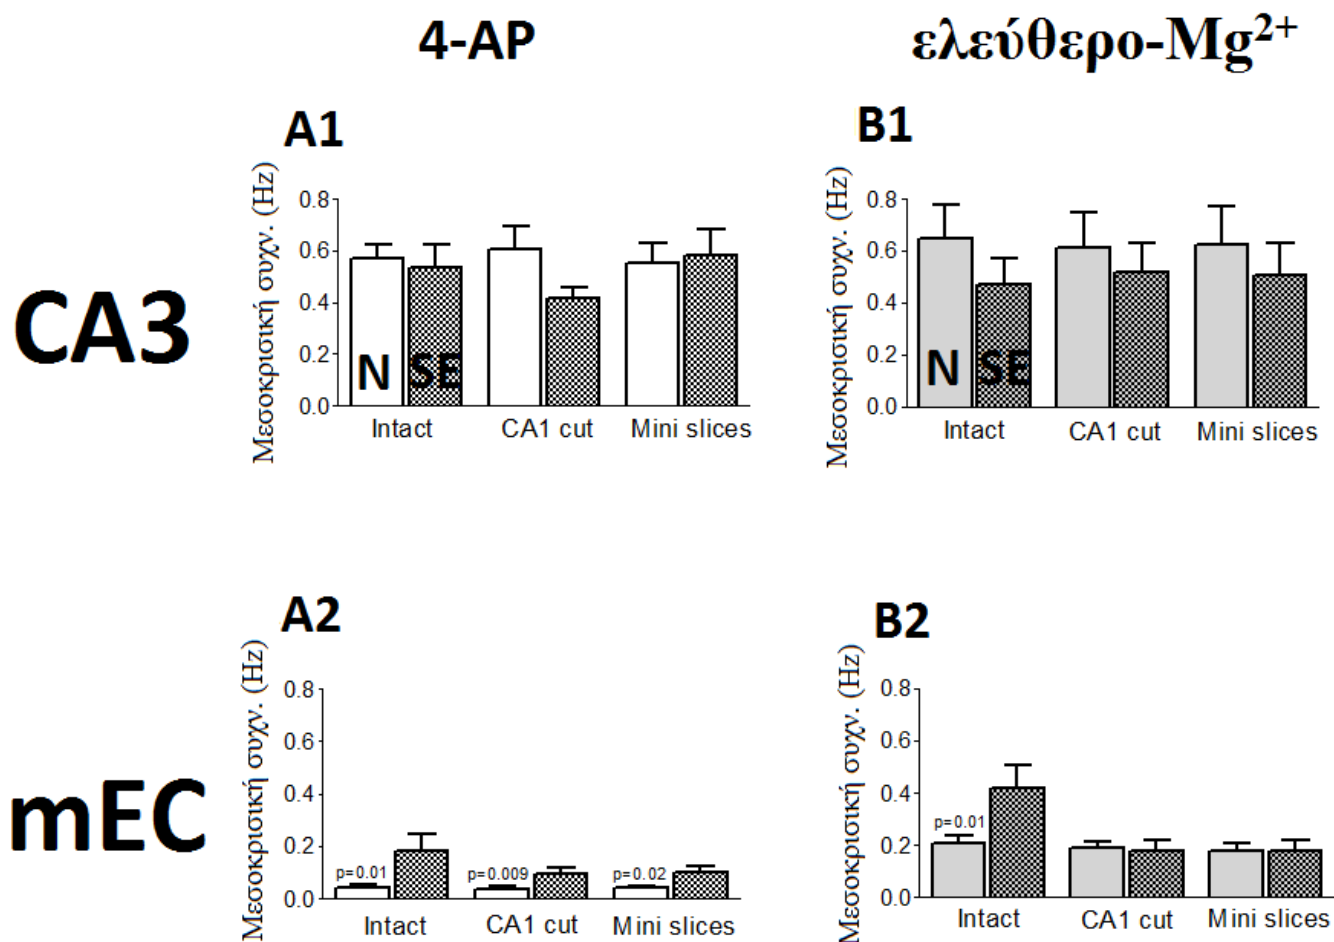 4-AP
ελεύθερο-Mg²⁺
CA3
A1
Μεσοκρισική συχν. (Hz)
0.8
0.6
0.4
0.2
0.0
N SE
Intact CA1 cut Mini slices
B1
Μεσοκρισική συχν. (Hz)
0.8
0.6
0.4
0.2
0.0
N SE
Intact CA1 cut Mini slices
mEC
A2
Μεσοκρισική συχν. (Hz)
0.8
0.6
0.4
0.2
0.0
p=0.01 p=0.009 p=0.02
Intact CA1 cut Mini slices
B2
Μεσοκρισική συχν. (Hz)
0.8
0.6
0.4
0.2
0.0
p=0.01
Intact CA1 cut Mini slices